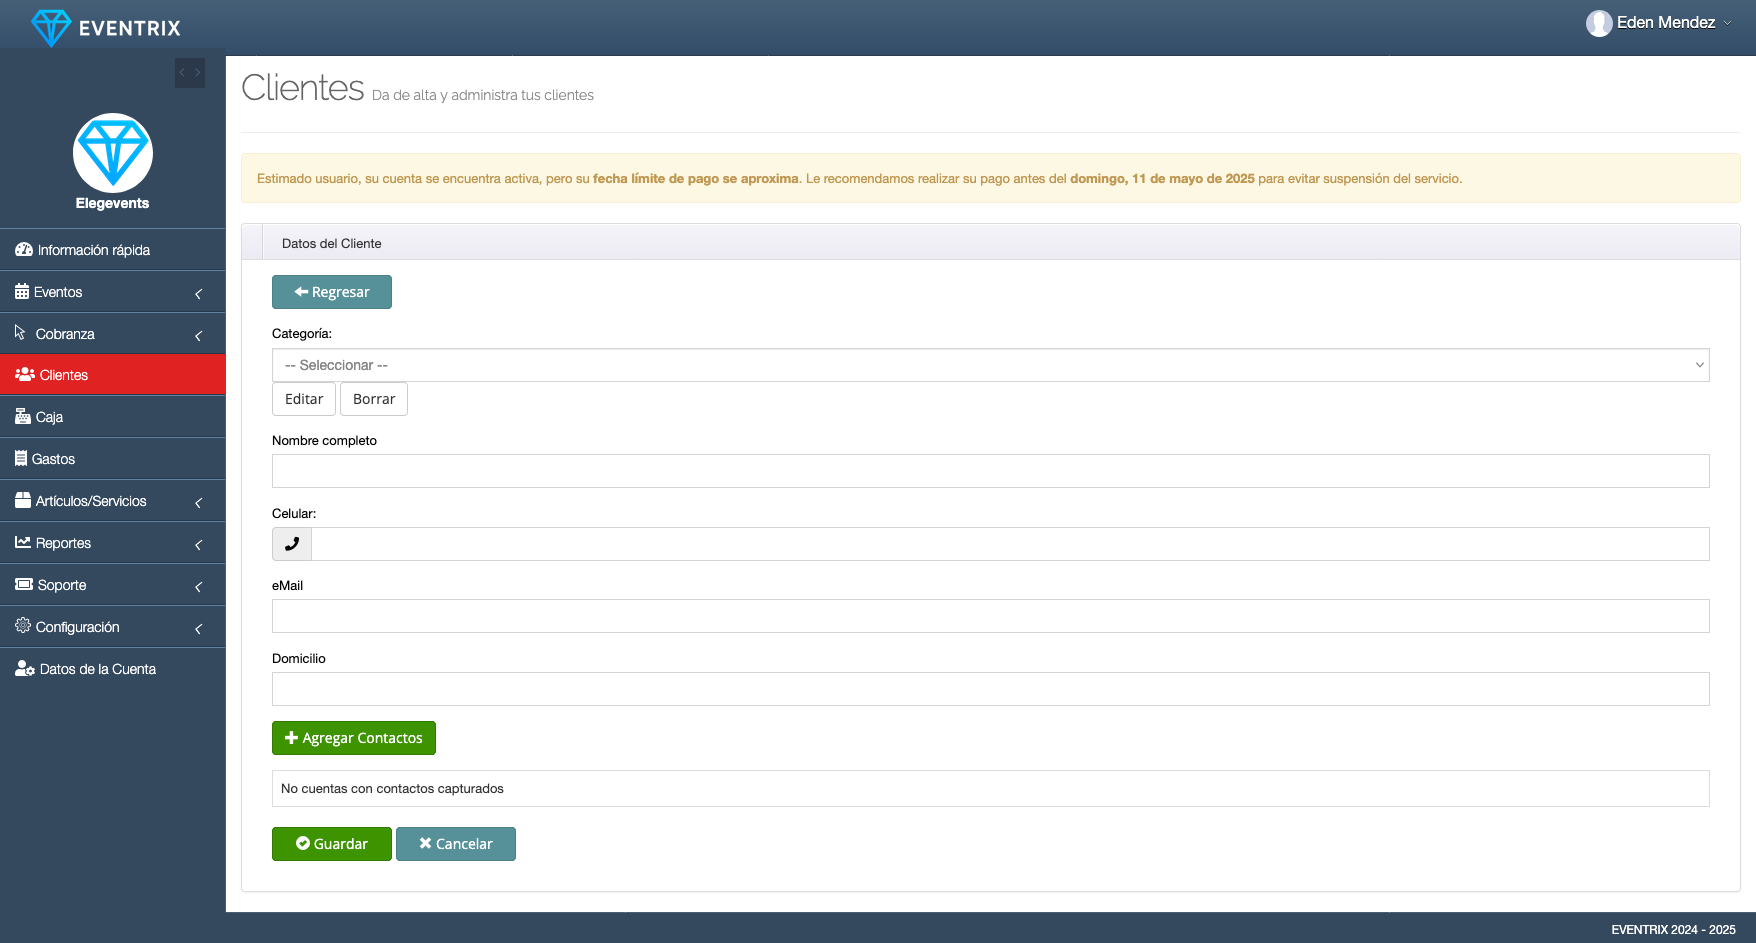 EVENTRIX
Eden Mendez
Elegevents
Información rápida
Eventos
Cobranza
Clientes
Caja
Gastos
Artículos/Servicios
Reportes
Soporte
Configuración
Datos de la Cuenta
Clientes Da de alta y administra tus clientes
Estimado usuario, su cuenta se encuentra activa, pero su fecha límite de pago se aproxima. Le recomendamos realizar su pago antes del domingo, 11 de mayo de 2025 para evitar suspensión del servicio.
Datos del Cliente
Regresar
Categoría:
-- Seleccionar --
Editar Borrar
Nombre completo
Celular:
eMail
Domicilio
Agregar Contactos
No cuentas con contactos capturados
Guardar Cancelar
EVENTRIX 2024 - 2025